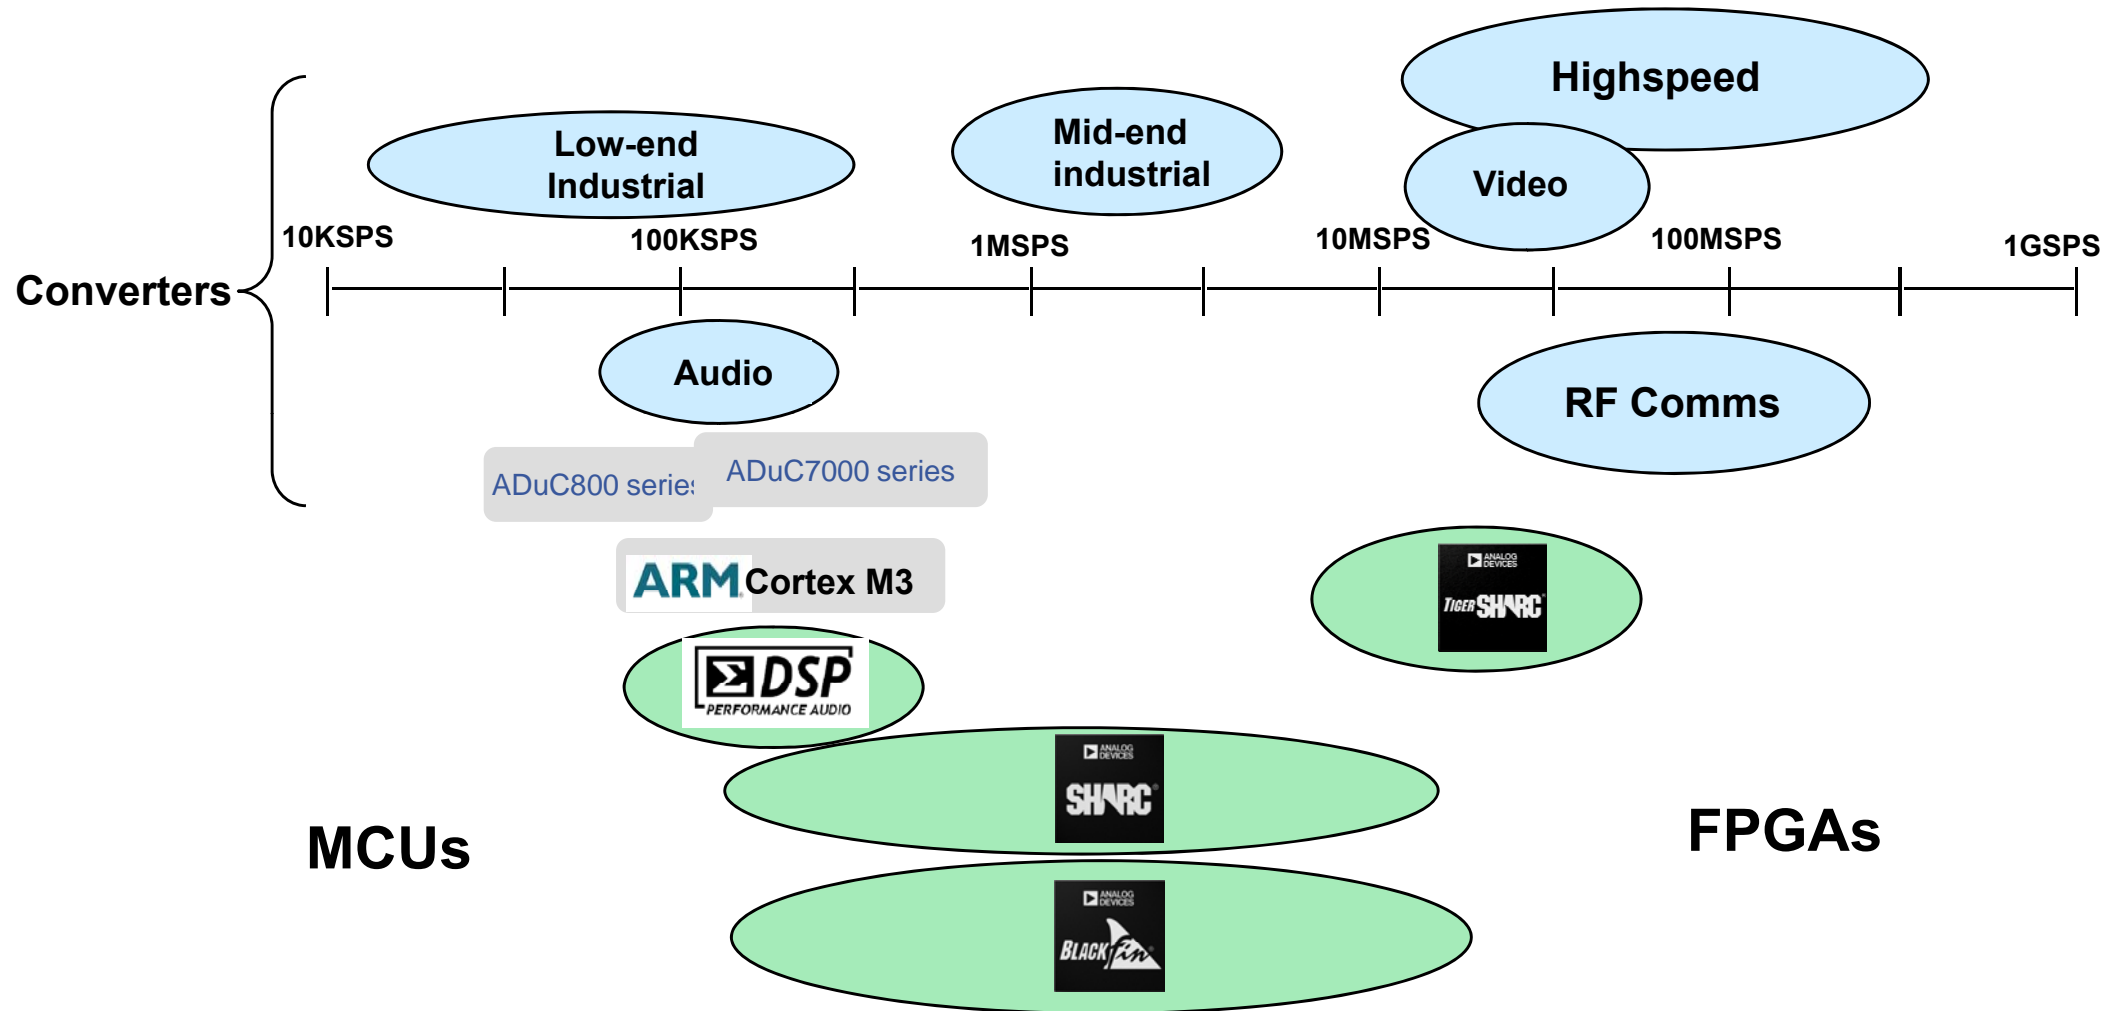 Highspeed
Low-end
Industrial
Mid-end
industrial
Video
10KSPS
100KSPS
1MSPS
10MSPS
100MSPS
1GSPS
Converters
Audio
RF Comms
ADuC800 series
ADuC7000 series
ARM Cortex M3
ANALOG
DEVICES
TIGER SHARC®
ΣDSP
PERFORMANCE AUDIO
ANALOG
DEVICES
SHARC®
MCUs
FPGAs
ANALOG
DEVICES
BLACKfin®